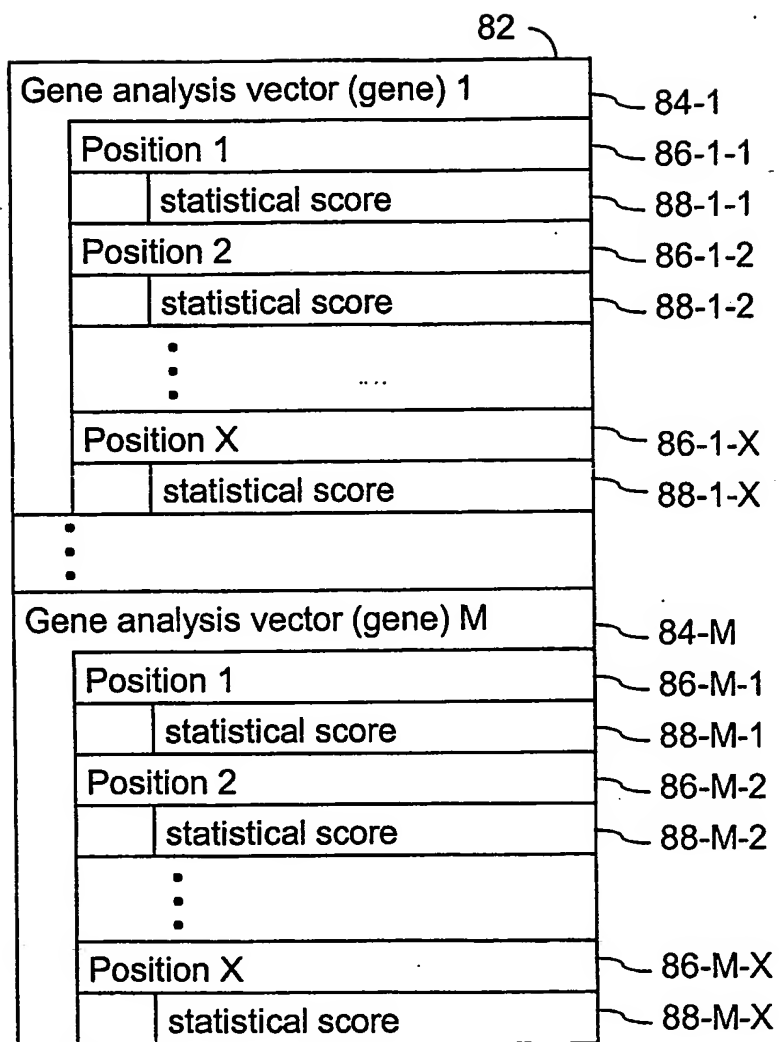 82
Gene analysis vector (gene) 1 84-1
Position 1 86-1-1
statistical score 88-1-1
Position 2 86-1-2
statistical score 88-1-2
Position X 86-1-X
statistical score 88-1-X
Gene analysis vector (gene) M 84-M
Position 1 86-M-1
statistical score 88-M-1
Position 2 86-M-2
statistical score 88-M-2
Position X 86-M-X
statistical score 88-M-X